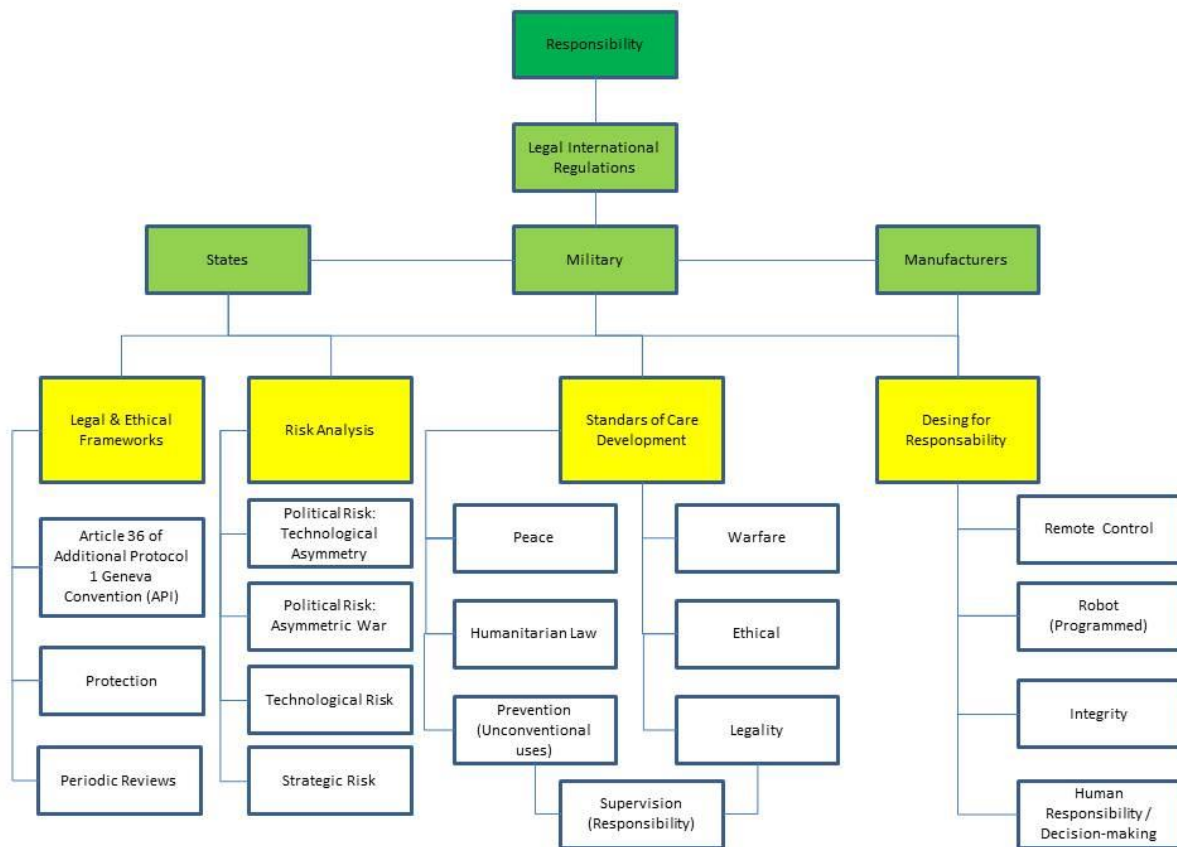 Responsibility
Legal International
Regulations
States
Military
Manufacturers
Legal & Ethical
Frameworks
Risk Analysis
Standars of Care
Development
Desing for
Responsability
Article 36 of
Additional Protocol
1 Geneva
Convention (API)
Protection
Periodic Reviews
Political Risk:
Technological
Asymmetry
Political Risk:
Asymmetric War
Technological Risk
Strategic Risk
Peace
Humanitarian Law
Prevention
(Unconventional
uses)
Warfare
Ethical
Legality
Supervision
(Responsibility)
Remote Control
Robot
(Programmed)
Integrity
Human
Responsibility /
Decision-making